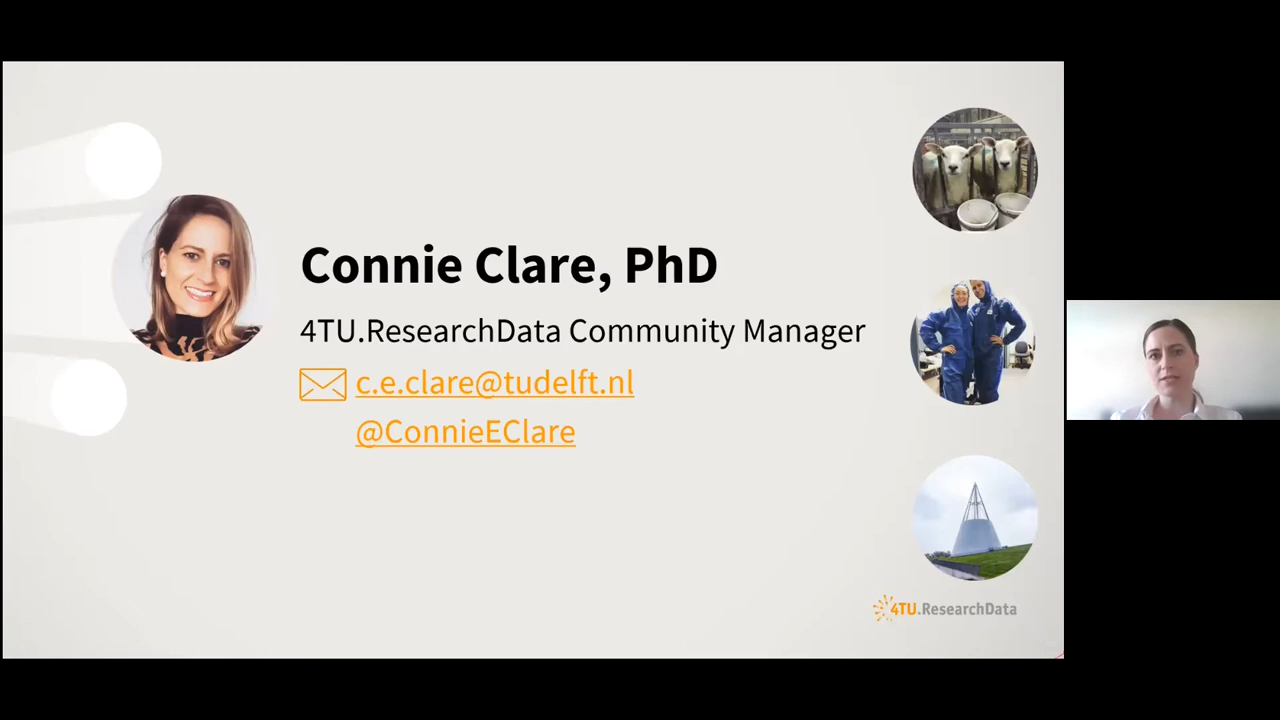 Connie Clare, PhD
4TU.ResearchData Community Manager
c.e.clare@tudelft.nl
@ConnieEClare
4TU.ResearchData